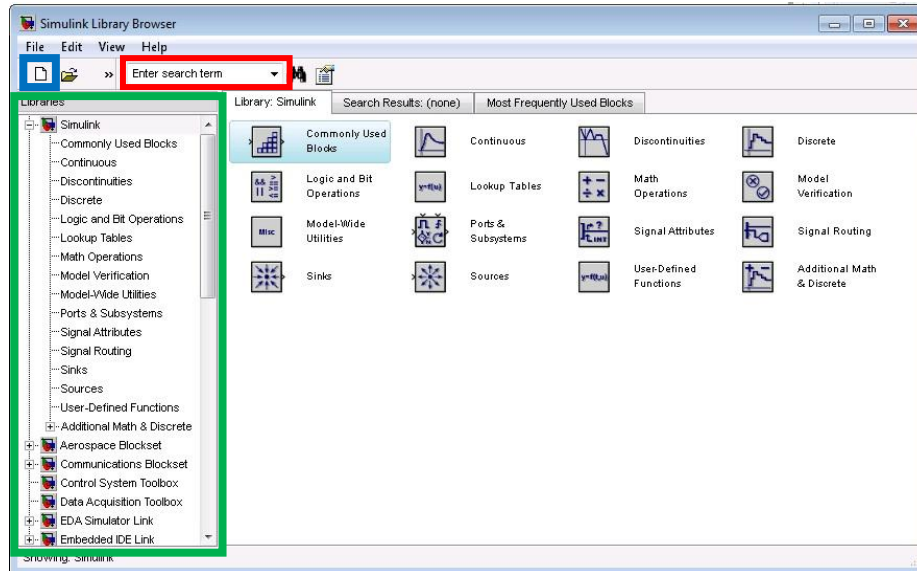 Simulink Library Browser
File Edit View Help
» Enter search term
Libraries
Library: Simulink Search Results: (none) Most Frequently Used Blocks
Simulink
Commonly Used Blocks
Continuous
Discontinuities
Discrete
Logic and Bit Operations
Lookup Tables
Math Operations
Model Verification
Model-Wide Utilities
Ports & Subsystems
Signal Attributes
Signal Routing
Sinks
Sources
User-Defined Functions
Additional Math & Discrete
Aerospace Blockset
Communications Blockset
Control System Toolbox
Data Acquisition Toolbox
EDA Simulator Link
Embedded IDE Link
Commonly Used
Blocks
Continuous
Discontinuities
Discrete
Logic and Bit
Operations
y=f(u)
Lookup Tables
Math
Operations
Model
Verification
Misc
Model-Wide
Utilities
Ports &
Subsystems
Signal Attributes
Signal Routing
Sinks
Sources
User-Defined
Functions
Additional Math
& Discrete
Showing: Simulink